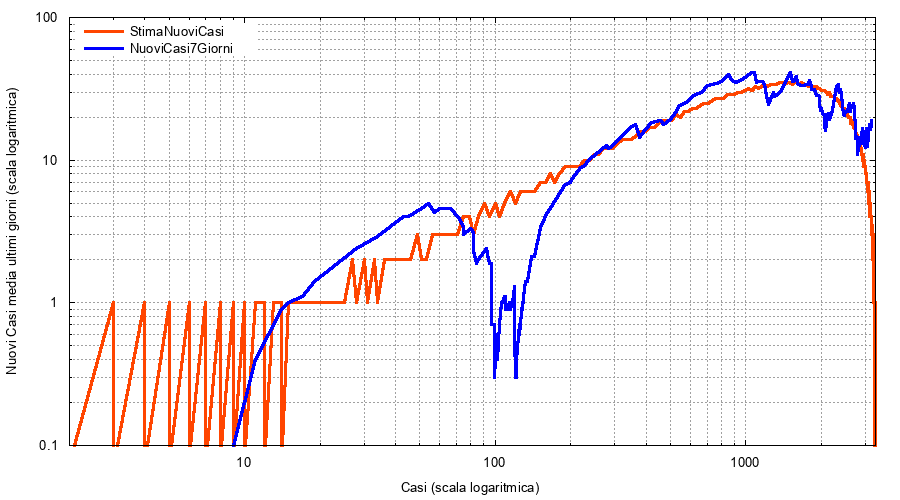 100
StimaNuoviCasi
NuoviCasi7Giorni
10
1
0.1
Nuovi Casi media ultimi giorni (scala logaritmica)
10
100
1000
Casi (scala logaritmica)